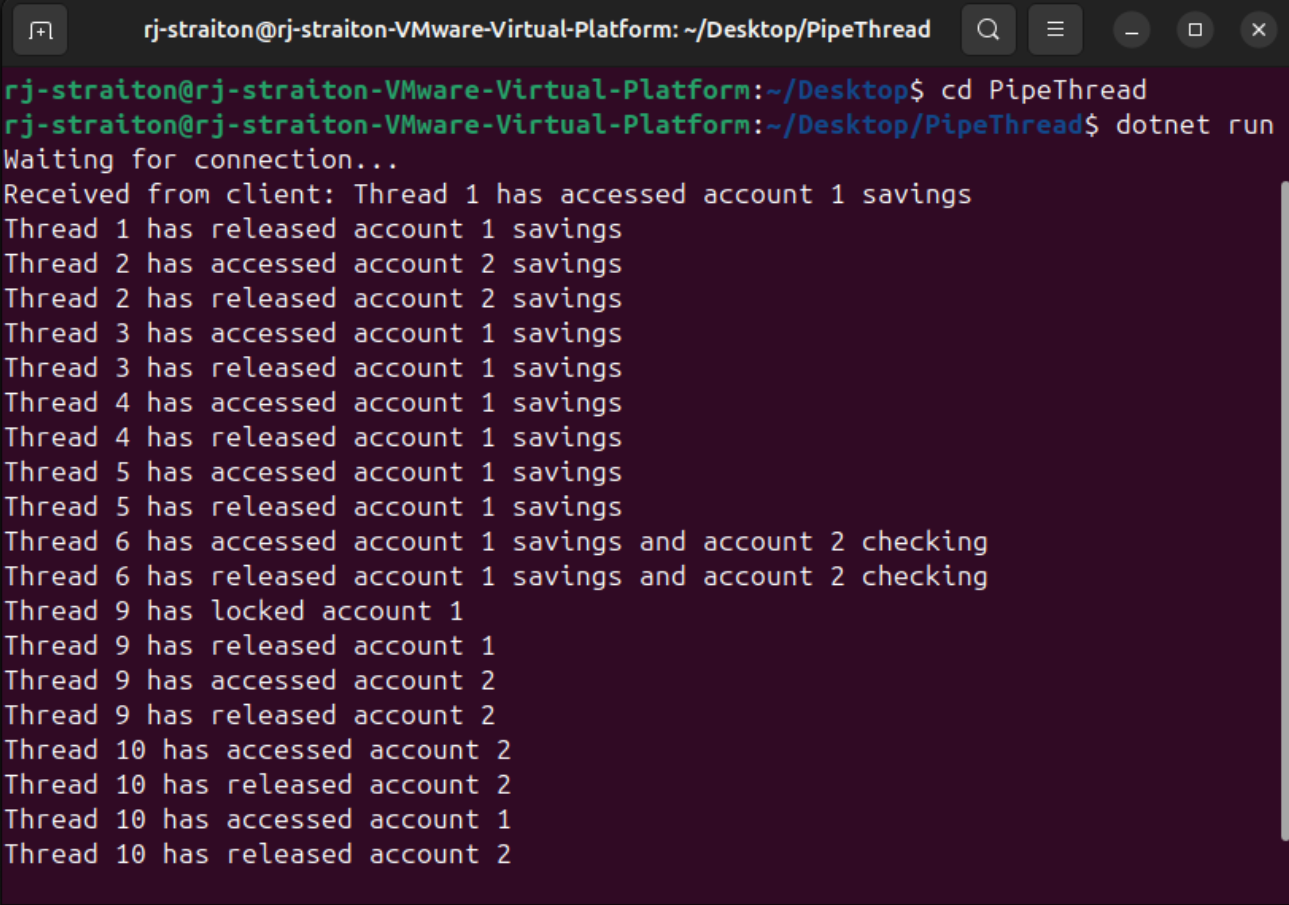 rj-straiton@rj-straiton-VMware-Virtual-Platform: ~/Desktop/PipeThread
rj-straiton@rj-straiton-VMware-Virtual-Platform:~/Desktop$ cd PipeThread
rj-straiton@rj-straiton-VMware-Virtual-Platform:~/Desktop/PipeThread$ dotnet run
Waiting for connection...
Received from client: Thread 1 has accessed account 1 savings
Thread 1 has released account 1 savings
Thread 2 has accessed account 2 savings
Thread 2 has released account 2 savings
Thread 3 has accessed account 1 savings
Thread 3 has released account 1 savings
Thread 4 has accessed account 1 savings
Thread 4 has released account 1 savings
Thread 5 has accessed account 1 savings
Thread 5 has released account 1 savings
Thread 6 has accessed account 1 savings and account 2 checking
Thread 6 has released account 1 savings and account 2 checking
Thread 9 has locked account 1
Thread 9 has released account 1
Thread 9 has accessed account 2
Thread 9 has released account 2
Thread 10 has accessed account 2
Thread 10 has released account 2
Thread 10 has accessed account 1
Thread 10 has released account 2